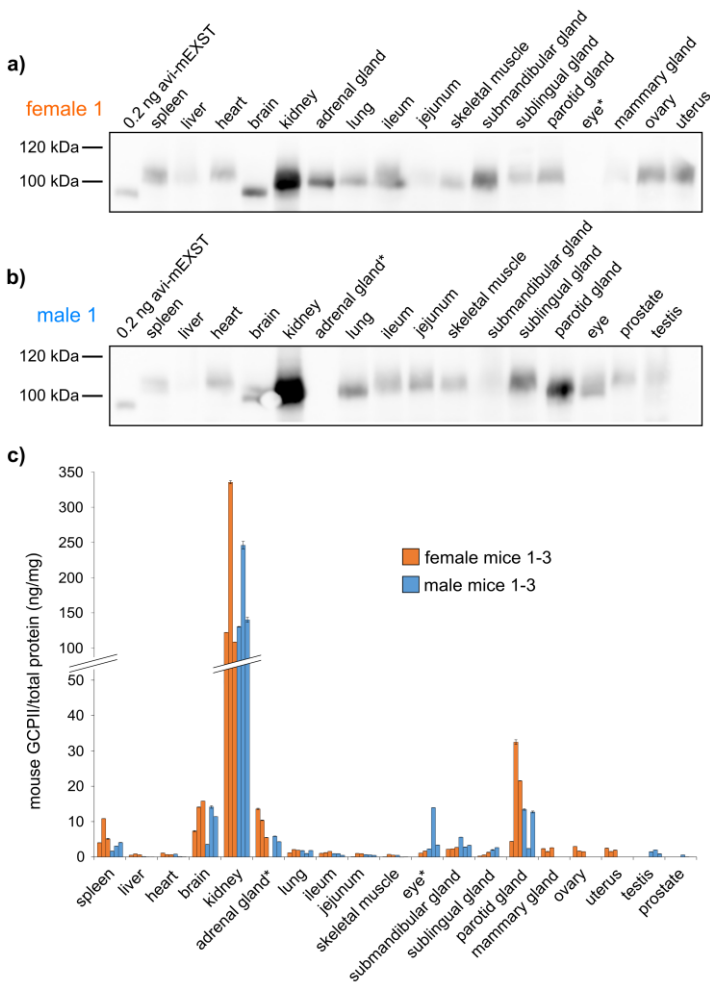 a)
female 1
0.2 ng avi-mEXST
spleen
liver
heart
brain
kidney
adrenal gland
lung
ileum
jejunum
skeletal muscle
submandibular gland
sublingual gland
parotid gland
eye*
mammary gland
ovary
uterus
120 kDa
100 kDa
b)
male 1
0.2 ng avi-mEXST
spleen
liver
heart
brain
kidney
adrenal gland*
lung
ileum
jejunum
skeletal muscle
submandibular gland
sublingual gland
parotid gland
eye
prostate
testis
120 kDa
100 kDa
c)
mouse GCPII/total protein (ng/mg)
350
300
250
200
150
100
50
40
30
20
10
0
female mice 1-3
male mice 1-3
spleen
liver
heart
brain
kidney
adrenal gland*
lung
ileum
jejunum
skeletal muscle
eye*
submandibular gland
sublingual gland
parotid gland
mammary gland
ovary
uterus
testis
prostate